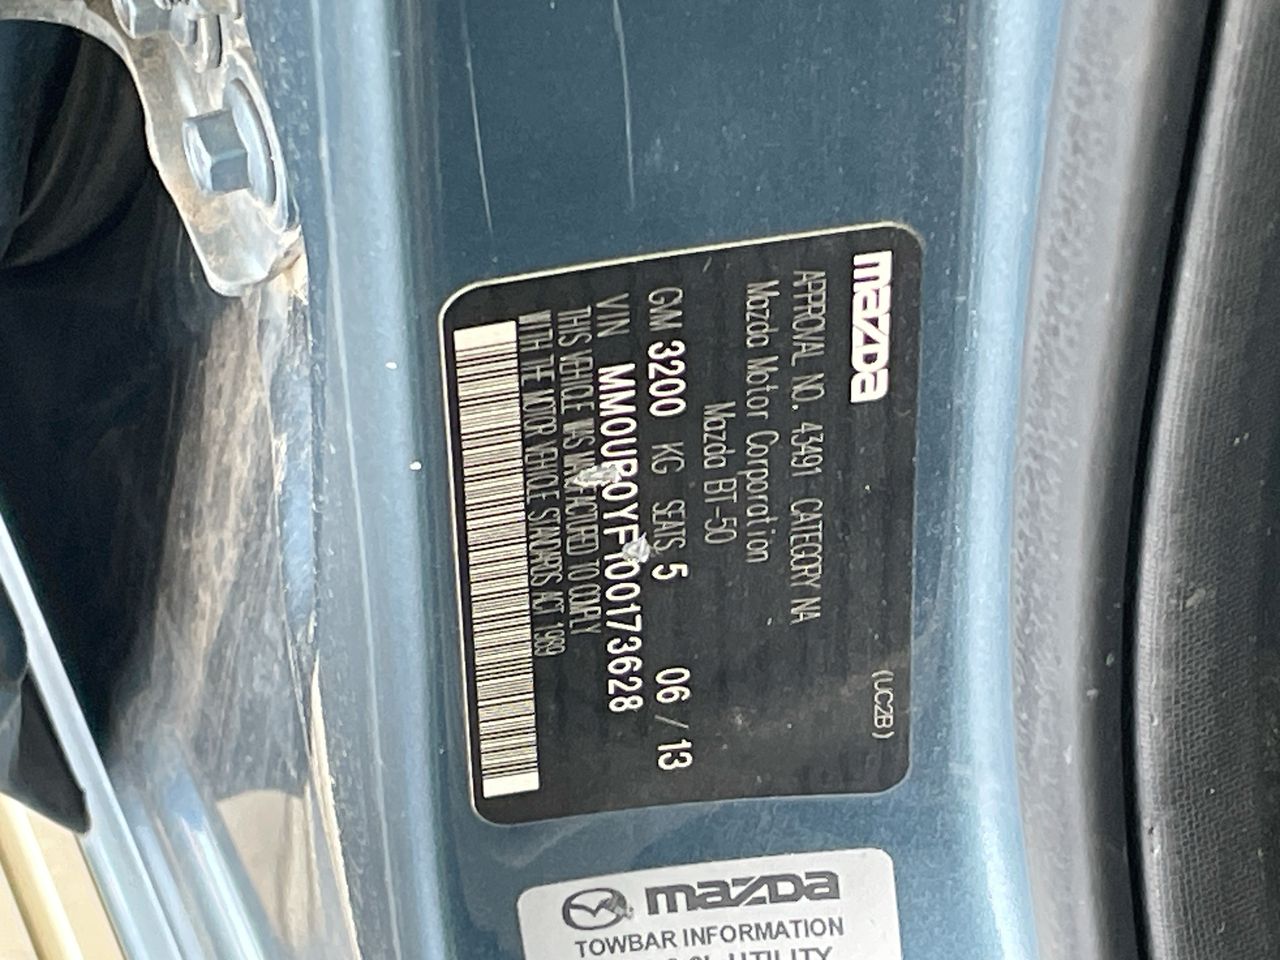 mazda
(UC2B)
APPROVAL NO. 43491 CATEGORY NA
Mazda Motor Corporation
Mazda BT-50
GVM 3200 KG SEATS 5 06 / 13
VIN MM0UP0YF100173628
THIS VEHICLE WAS MANUFACTURED TO COMPLY
WITH THE MOTOR VEHICLE STANDARDS ACT 1989
mazda
TOWBAR INFORMATION
UTILITY